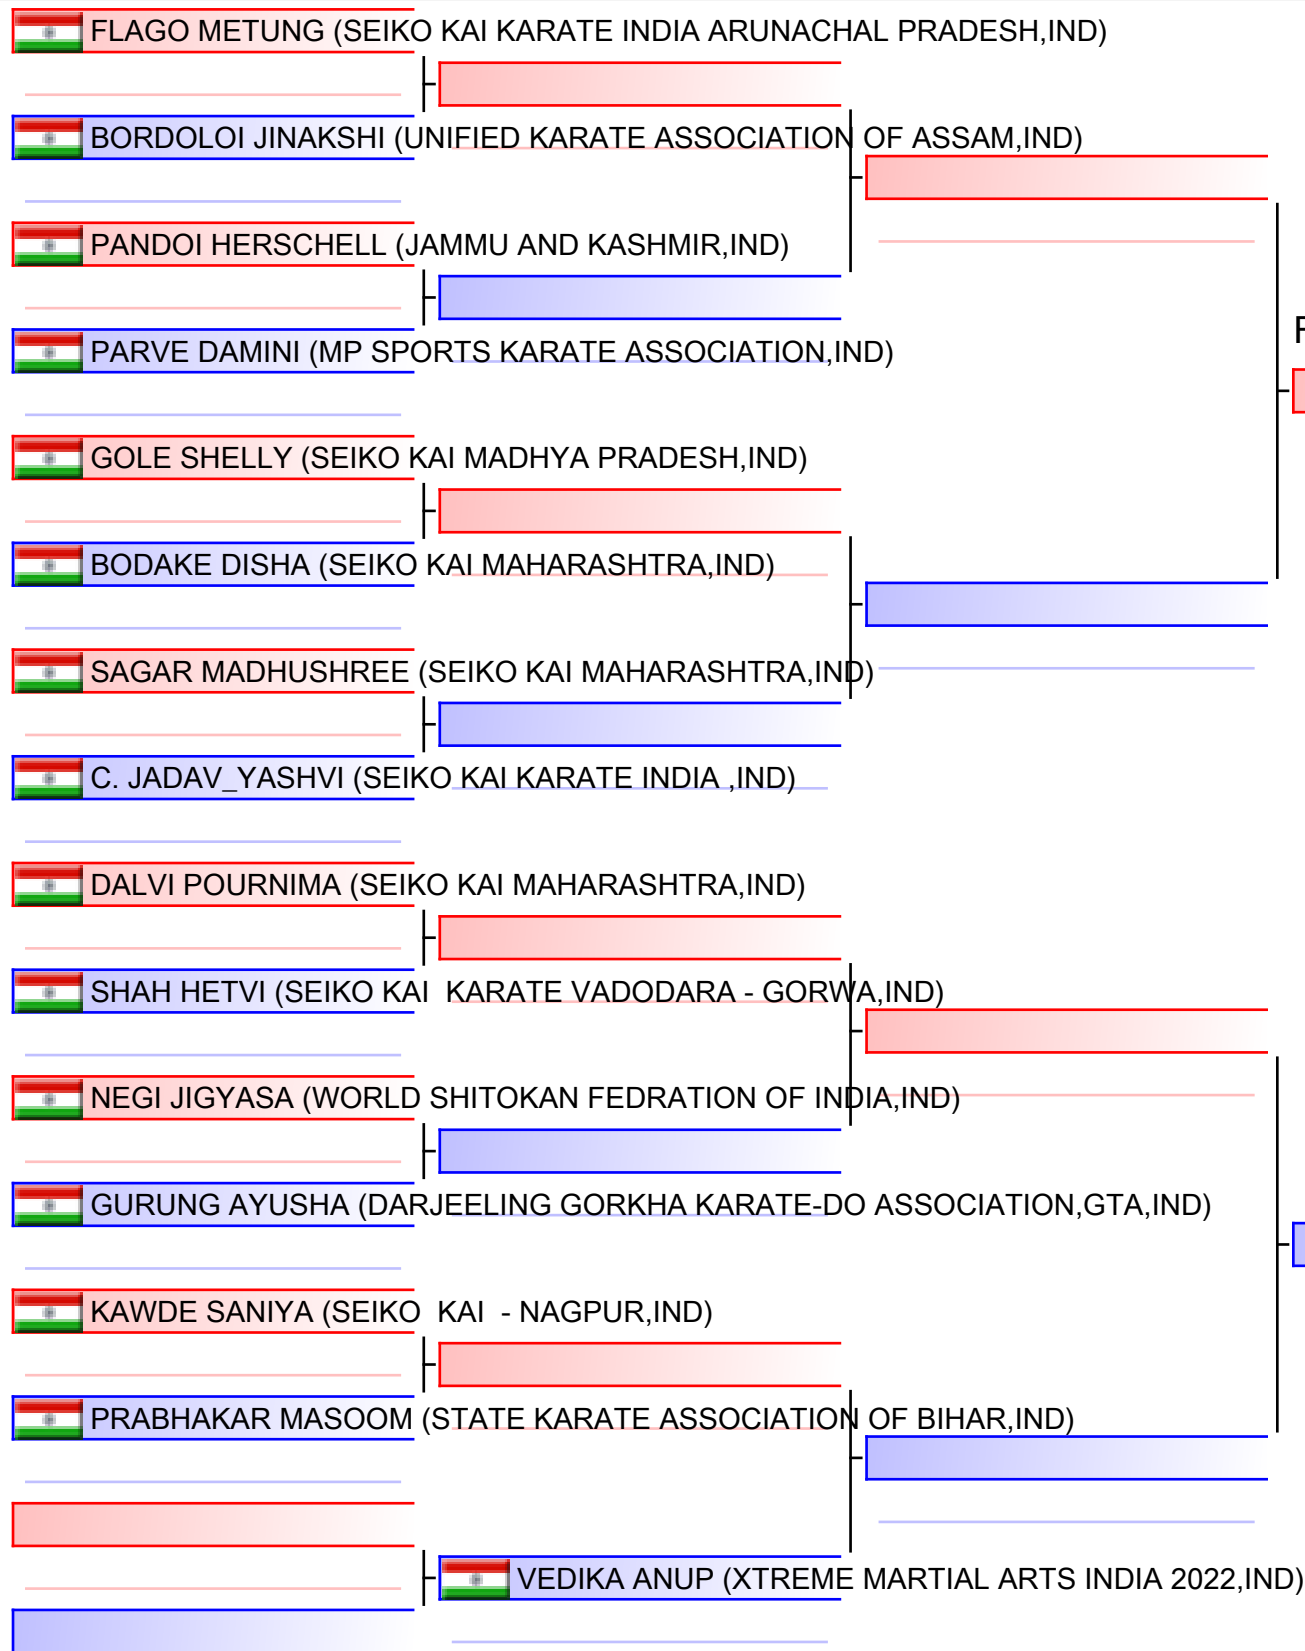 FLAGO METUNG (SEIKO KAI KARATE INDIA ARUNACHAL PRADESH,IND)
BORDOLOI JINAKSHI (UNIFIED KARATE ASSOCIATION OF ASSAM,IND)
PANDOI HERSCHELL (JAMMU AND KASHMIR,IND)
F
PARVE DAMINI (MP SPORTS KARATE ASSOCIATION,IND)
GOLE SHELLY (SEIKO KAI MADHYA PRADESH,IND)
BODAKE DISHA (SEIKO KAI MAHARASHTRA,IND)
SAGAR MADHUSHREE (SEIKO KAI MAHARASHTRA,IND)
C. JADAV_YASHVI (SEIKO KAI KARATE INDIA ,IND)
DALVI POURNIMA (SEIKO KAI MAHARASHTRA,IND)
SHAH HETVI (SEIKO KAI  KARATE VADODARA - GORWA,IND)
NEGI JIGYASA (WORLD SHITOKAN FEDRATION OF INDIA,IND)
GURUNG AYUSHA (DARJEELING GORKHA KARATE-DO ASSOCIATION,GTA,IND)
KAWDE SANIYA (SEIKO  KAI  - NAGPUR,IND)
PRABHAKAR MASOOM (STATE KARATE ASSOCIATION OF BIHAR,IND)
VEDIKA ANUP (XTREME MARTIAL ARTS INDIA 2022,IND)